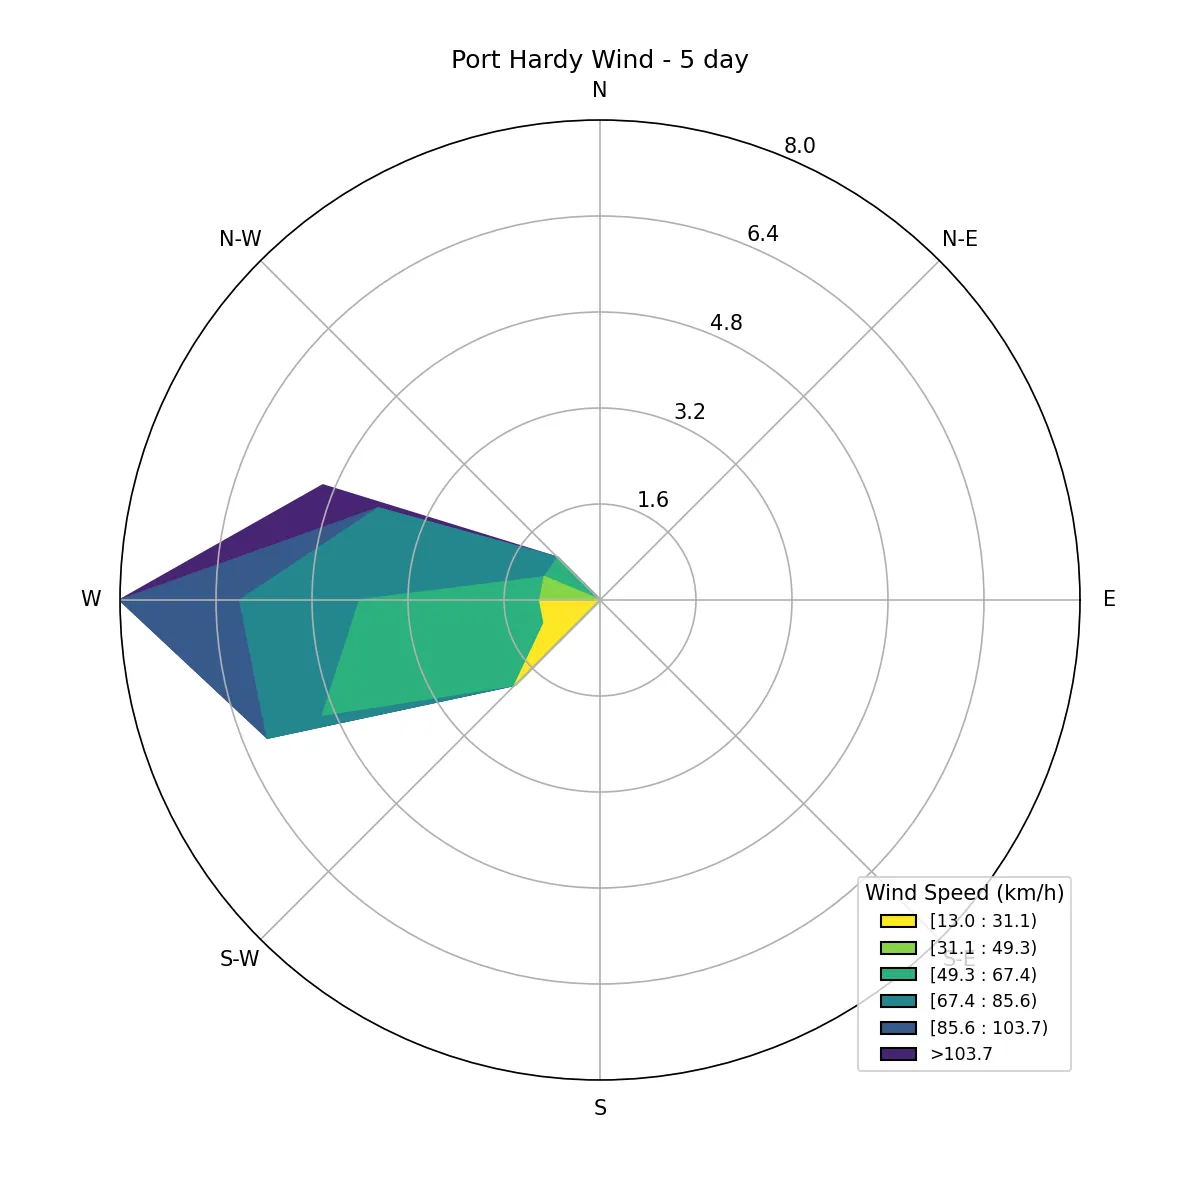 Port Hardy Wind - 5 day
N
8.0
N-W
6.4
N-E
4.8
3.2
1.6
W
E
S-W
S-E
S
Wind Speed (km/h)
[13.0 : 31.1)
[31.1 : 49.3)
[49.3 : 67.4)
[67.4 : 85.6)
[85.6 : 103.7)
>103.7